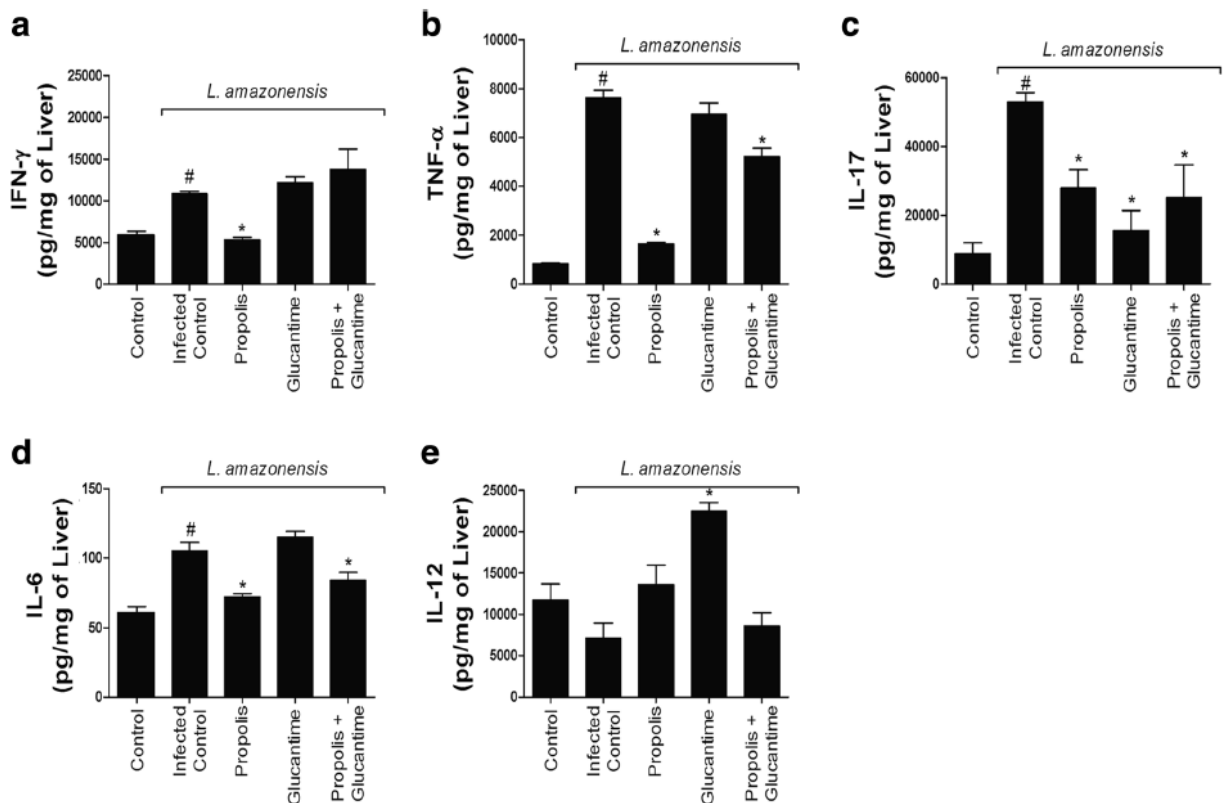 a
L. amazonensis
IFN-γ
(pg/mg of Liver)
25000
20000
15000
10000
5000
0
#
*
Control
Infected
Control
Propolis
Glucantime
Propolis +
Glucantime
b
L. amazonensis
TNF-α
(pg/mg of Liver)
10000
8000
6000
4000
2000
0
#
*
*
Control
Infected
Control
Propolis
Glucantime
Propolis +
Glucantime
c
L. amazonensis
IL-17
(pg/mg of Liver)
60000
40000
20000
0
#
*
*
*
Control
Infected
Control
Propolis
Glucantime
Propolis +
Glucantime
d
L. amazonensis
IL-6
(pg/mg of Liver)
150
100
50
0
#
*
*
Control
Infected
Control
Propolis
Glucantime
Propolis +
Glucantime
e
L. amazonensis
IL-12
(pg/mg of Liver)
25000
20000
15000
10000
5000
0
*
Control
Infected
Control
Propolis
Glucantime
Propolis +
Glucantime